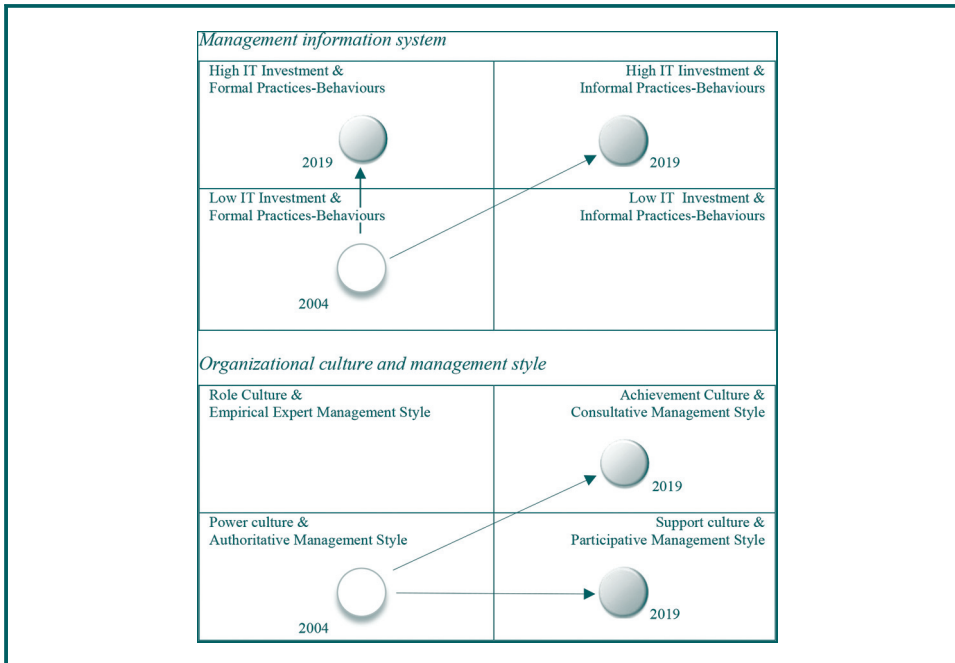 Management information system
High IT Investment &
Formal Practices-Behaviours
High IT Iinvestment &
Informal Practices-Behaviours
2019
2019
Low IT Investment &
Formal Practices-Behaviours
Low IT Investment &
Informal Practices-Behaviours
2004
Organizational culture and management style
Role Culture &
Empirical Expert Management Style
Achievement Culture &
Consultative Management Style
2019
Power culture &
Authoritative Management Style
Support culture &
Participative Management Style
2004
2019